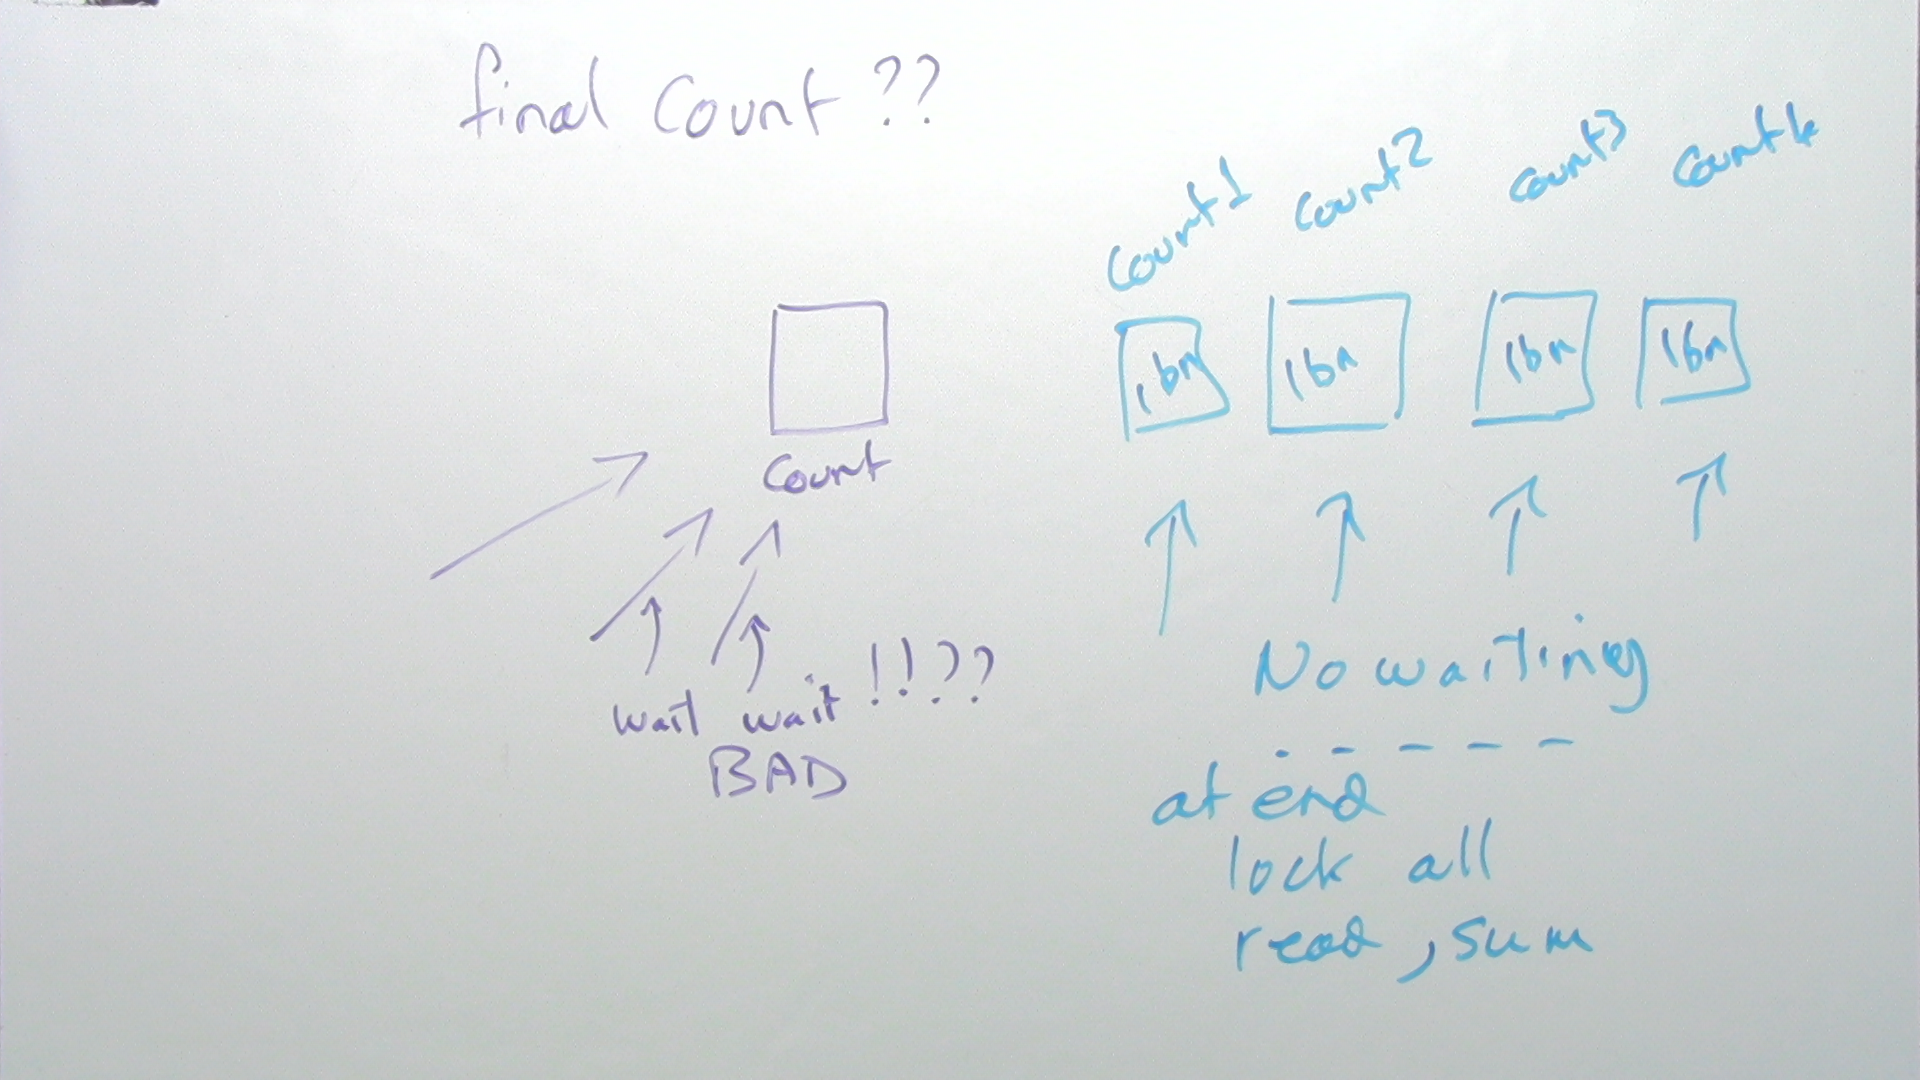 final Count ??
Count1 Count2 Count3 Count4
1bn 1bn 1bn 1bn
Count
wait wait !!??
BAD
No waiting
at end
lock all
read, sum